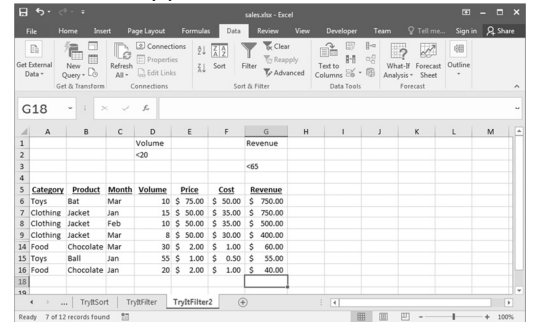 sales.xlsx - Excel
File Home Insert Page Layout Formulas Data Review View Developer Team Tell me... Sign in Share
Get External Data New Query Refresh All Connections Properties Edit Links Sort Filter Clear Reapply Advanced Text to Columns What-If Analysis Forecast Sheet Outline
Get & Transform Connections Sort & Filter Data Tools Forecast
G18 fx
A B C D E F G H I J K L M
1 Volume Revenue
2 <20
3 <65
4
5 Category Product Month Volume Price Cost Revenue
6 Toys Bat Mar 10 $ 75.00 $ 50.00 $ 750.00
7 Clothing Jacket Jan 15 $ 50.00 $ 35.00 $ 750.00
8 Clothing Jacket Feb 10 $ 50.00 $ 35.00 $ 500.00
9 Clothing Jacket Mar 8 $ 50.00 $ 30.00 $ 400.00
14 Food Chocolate Mar 30 $ 2.00 $ 1.00 $ 60.00
15 Toys Ball Jan 55 $ 1.00 $ 0.50 $ 55.00
16 Food Chocolate Jan 20 $ 2.00 $ 1.00 $ 40.00
18
19
... TryItSort TryItFilter TryItFilter2
Ready 7 of 12 records found 100%